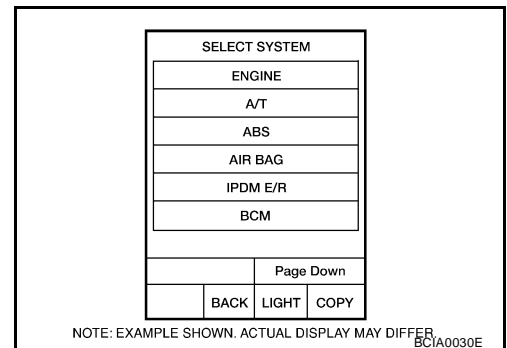 SELECT SYSTEM
ENGINE
A/T
ABS
AIR BAG
IPDM E/R
BCM
Page Down
BACK LIGHT COPY
NOTE: EXAMPLE SHOWN. ACTUAL DISPLAY MAY DIFFER.
BCIA0030E